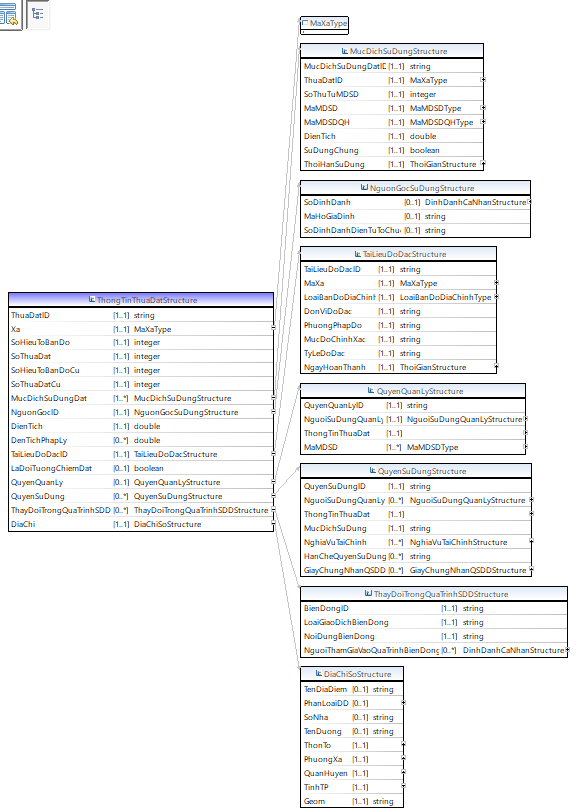 MaXaType
MucDichSuDungStructure
MucDichSuDungDatID [1..1] string
ThuaDatID [1..1] MaXaType
SoThuTuMDSD [1..1] integer
MaMDSD [1..1] MaMDSDType
MaMDSDQH [1..1] MaMDSDQHType
DienTich [1..1] double
SuDungChung [1..1] boolean
ThoiHanSuDung [1..1] ThoiGianStructure
NguonGocSuDungStructure
SoDinhDanh [0..1] DinhDanhCaNhanStructure
MaHoGiaDinh [0..1] string
SoDinhDanhDienTuToChu [0..1] string
TaiLieuDoDacStructure
TaiLieuDoDacID [1..1] string
MaXa [1..1] MaXaType
LoaiBanDoDiaChinh [1..1] LoaiBanDoDiaChinhType
DonViDoDac [1..1] string
PhuongPhapDo [1..1] string
MucDoChinhXac [1..1] string
TyLeDoDac [1..1] string
NgayHoanThanh [1..1] ThoiGianStructure
ThongTinThuaDatStructure
ThuaDatID [1..1] string
Xa [1..1] MaXaType
SoHieuToBanDo [1..1] integer
SoThuaDat [1..1] integer
SoHieuToBanDoCu [1..1] integer
SoThuaDatCu [1..1] integer
MucDichSuDungDat [1..*] MucDichSuDungStructure
NguonGocID [1..1] NguonGocSuDungStructure
DienTich [1..1] double
DenTichPhapLy [0..*] double
TaiLieuDoDacID [1..1] TaiLieuDoDacStructure
LaDoiTuongChiemDat [0..1] boolean
QuyenQuanLy [0..1] QuyenQuanLyStructure
QuyenSuDung [0..*] QuyenSuDungStructure
ThayDoiTrongQuaTrinhSDD [0..*] ThayDoiTrongQuaTrinhSDDStructure
DiaChi [1..1] DiaChiSoStructure
QuyenQuanLyStructure
QuyenQuanLyID [1..1] string
NguoiSuDungQuanL [1..1] NguoiSuDungQuanLyStructure
ThongTinThuaDat [1..1]
MaMDSD [1..*] MaMDSDType
QuyenSuDungStructure
QuyenSuDungID [1..1] string
NguoiSuDungQuanLy [0..*] NguoiSuDungQuanLyStructure
ThongTinThuaDat [1..1]
MucDichSuDung [1..1] string
NghiaVuTaiChinh [1..*] NghiaVuTaiChinhStructure
HanCheQuyenSuDung [0..*] string
GiayChungNhanQSDD [0..1] GiayChungNhanQSDDStructure
ThayDoiTrongQuaTrinhSDDStructure
BienDongID [1..1] string
LoaiGiaoDichBienDong [1..1] string
NoiDungBienDong [1..1] string
NguoiThamGiaVaoQuaTrinhBienDong [0..*] DinhDanhCaNhanStructure
DiaChiSoStructure
TenDiaDiem [0..1] string
PhanLoaiDD [0..1]
SoNha [0..1] string
TenDuong [0..1] string
ThonTo [1..1]
PhuongXa [1..1]
QuanHuyen [1..1]
TinhTP [1..1]
Geom [1..1] string